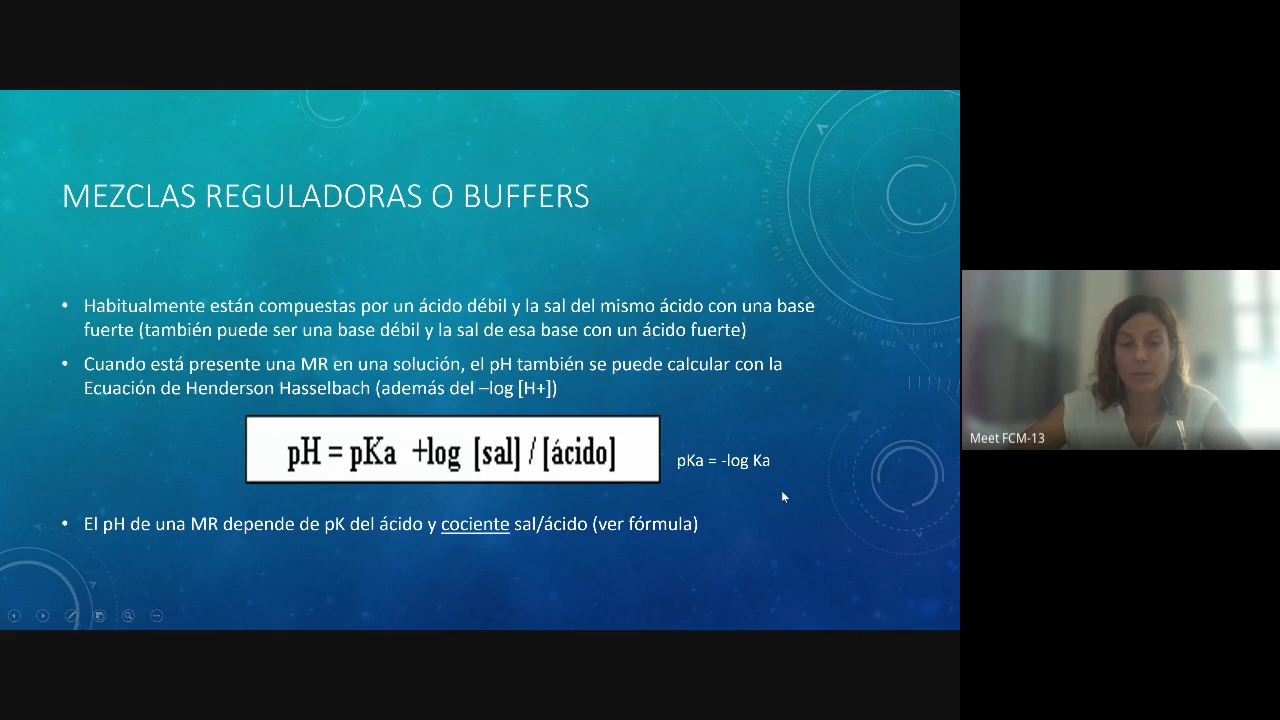 MEZCLAS REGULADORAS O BUFFERS
• Habitualmente están compuestas por un ácido débil y la sal del mismo ácido con una base
fuerte (también puede ser una base débil y la sal de esa base con un ácido fuerte)
• Cuando está presente una MR en una solución, el pH también se puede calcular con la
Ecuación de Henderson Hasselbach (además del –log [H+])
pH = pKa +log [sal] / [ácido]
pKa = -log Ka
• El pH de una MR depende de pK del ácido y cociente sal/ácido (ver fórmula)
Meet FCM-13